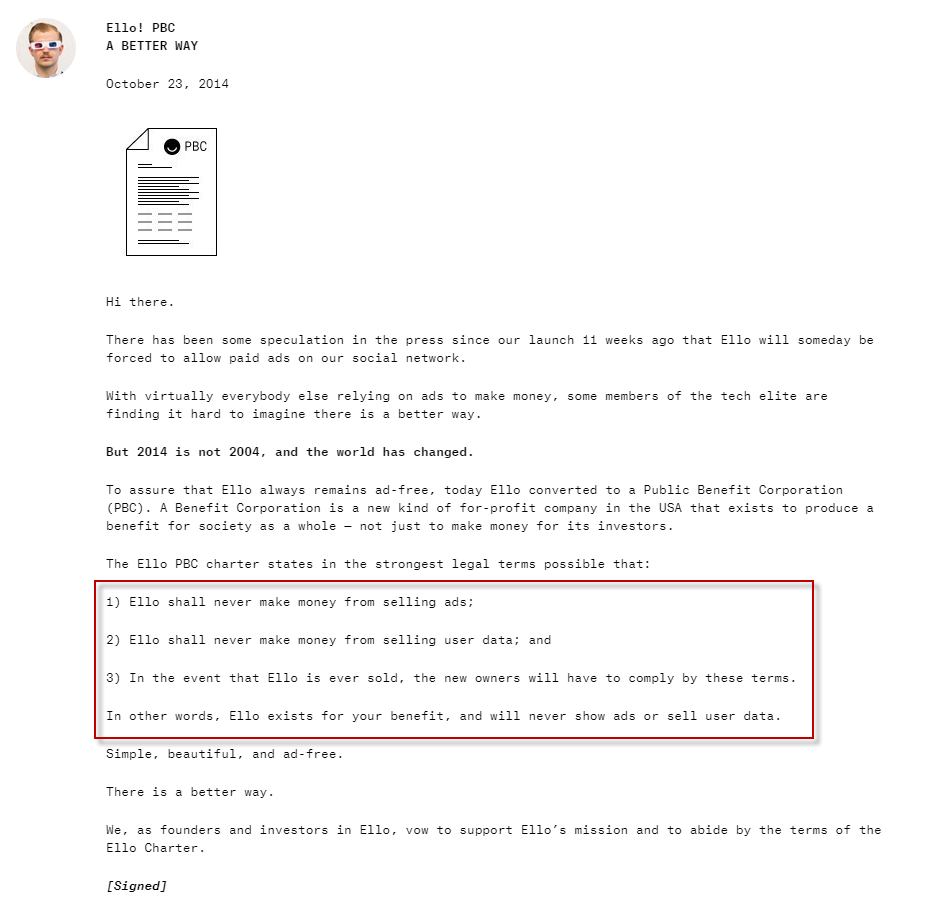 Ello! PBC
A BETTER WAY
October 23, 2014
PBC
Hi there.
There has been some speculation in the press since our launch 11 weeks ago that Ello will someday be
forced to allow paid ads on our social network.
With virtually everybody else relying on ads to make money, some members of the tech elite are
finding it hard to imagine there is a better way.
But 2014 is not 2004, and the world has changed.
To assure that Ello always remains ad-free, today Ello converted to a Public Benefit Corporation
(PBC). A Benefit Corporation is a new kind of for-profit company in the USA that exists to produce a
benefit for society as a whole — not just to make money for its investors.
The Ello PBC charter states in the strongest legal terms possible that:
1) Ello shall never make money from selling ads;
2) Ello shall never make money from selling user data; and
3) In the event that Ello is ever sold, the new owners will have to comply by these terms.
In other words, Ello exists for your benefit, and will never show ads or sell user data.
Simple, beautiful, and ad-free.
There is a better way.
We, as founders and investors in Ello, vow to support Ello’s mission and to abide by the terms of the
Ello Charter.
[Signed]